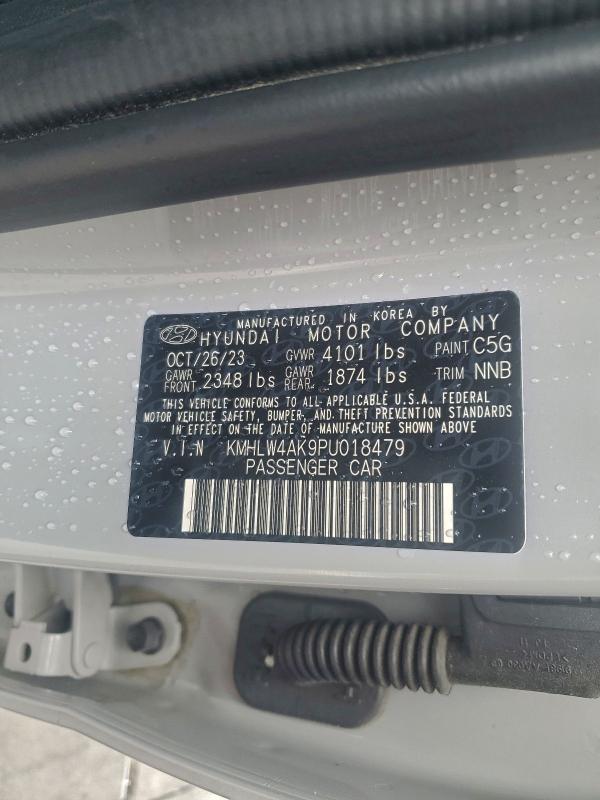 MANUFACTURED IN KOREA BY
HYUNDAI MOTOR COMPANY
OCT/26/23 GVWR 4101 lbs PAINT C5G
GAWR FRONT 2348 lbs GAWR REAR 1874 lbs TRIM NNB
THIS VEHICLE CONFORMS TO ALL APPLICABLE U.S.A. FEDERAL
MOTOR VEHICLE SAFETY, BUMPER, AND THEFT PREVENTION STANDARDS
IN EFFECT ON THE DATE OF MANUFACTURE SHOWN ABOVE
V.I.N KMHLW4AK9PU018479
PASSENGER CAR